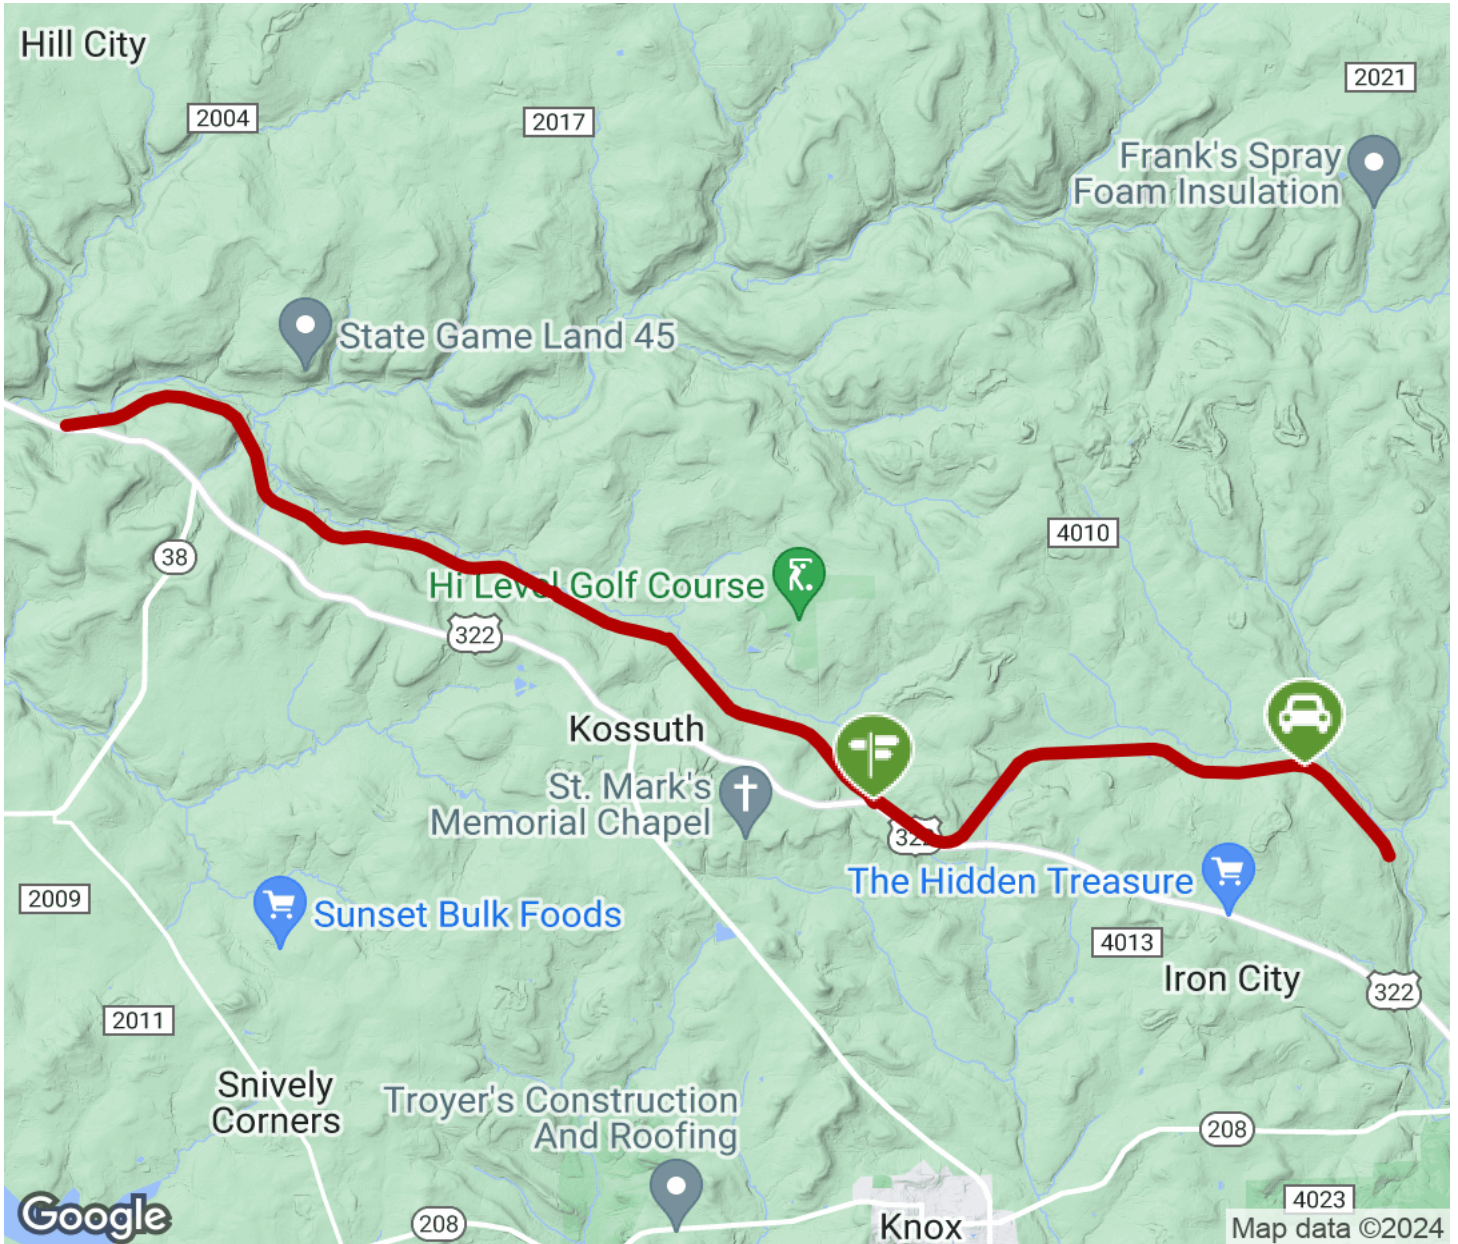 Hill City
2021
2004
2017
Frank's Spray
Foam Insulation
State Game Land 45
4010
38
Hi Level Golf Course
322
Kossuth
St. Mark's
Memorial Chapel
322
The Hidden Treasure
2009
Sunset Bulk Foods
4013
Iron City
322
2011
Snively
Corners
Troyer's Construction
And Roofing
208
4023
Google
208
Knox
Map data ©2024